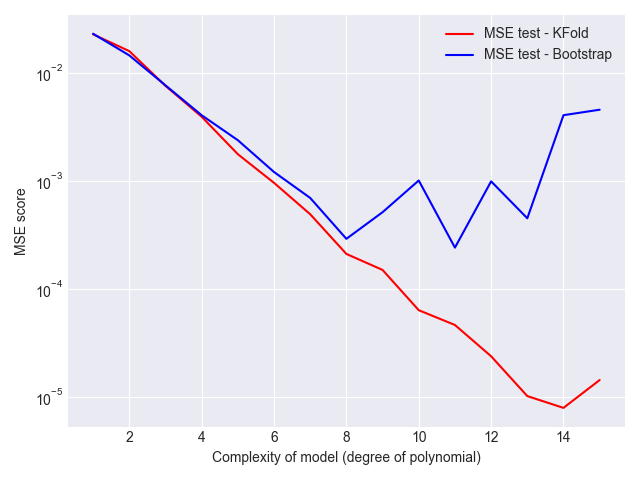 MSE test - KFold
MSE test - Bootstrap
10⁻²
10⁻³
10⁻⁴
10⁻⁵
MSE score
2 4 6 8 10 12 14
Complexity of model (degree of polynomial)